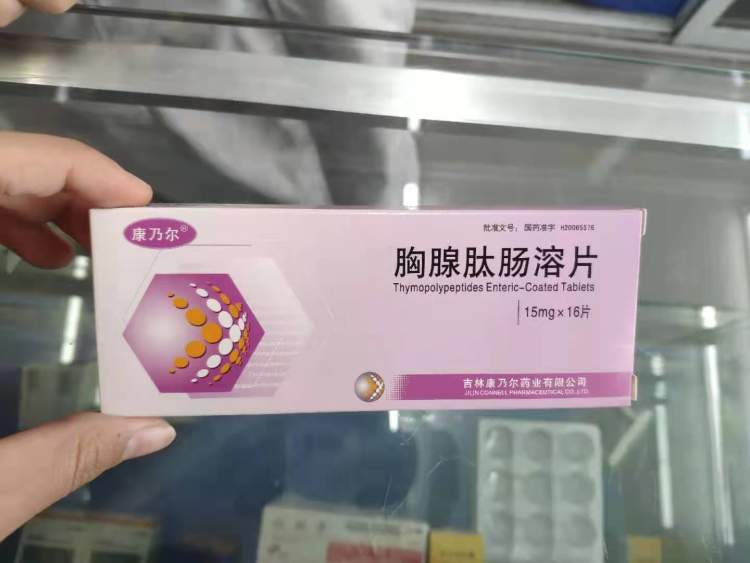 康乃尔®
批准文号：国药准字 H20065576
胸腺肽肠溶片
Thymopolypeptides Enteric-Coated Tablets
15mg×16片
吉林康乃尔药业有限公司
JILIN CONNELL PHARMACEUTICAL CO.,LTD.